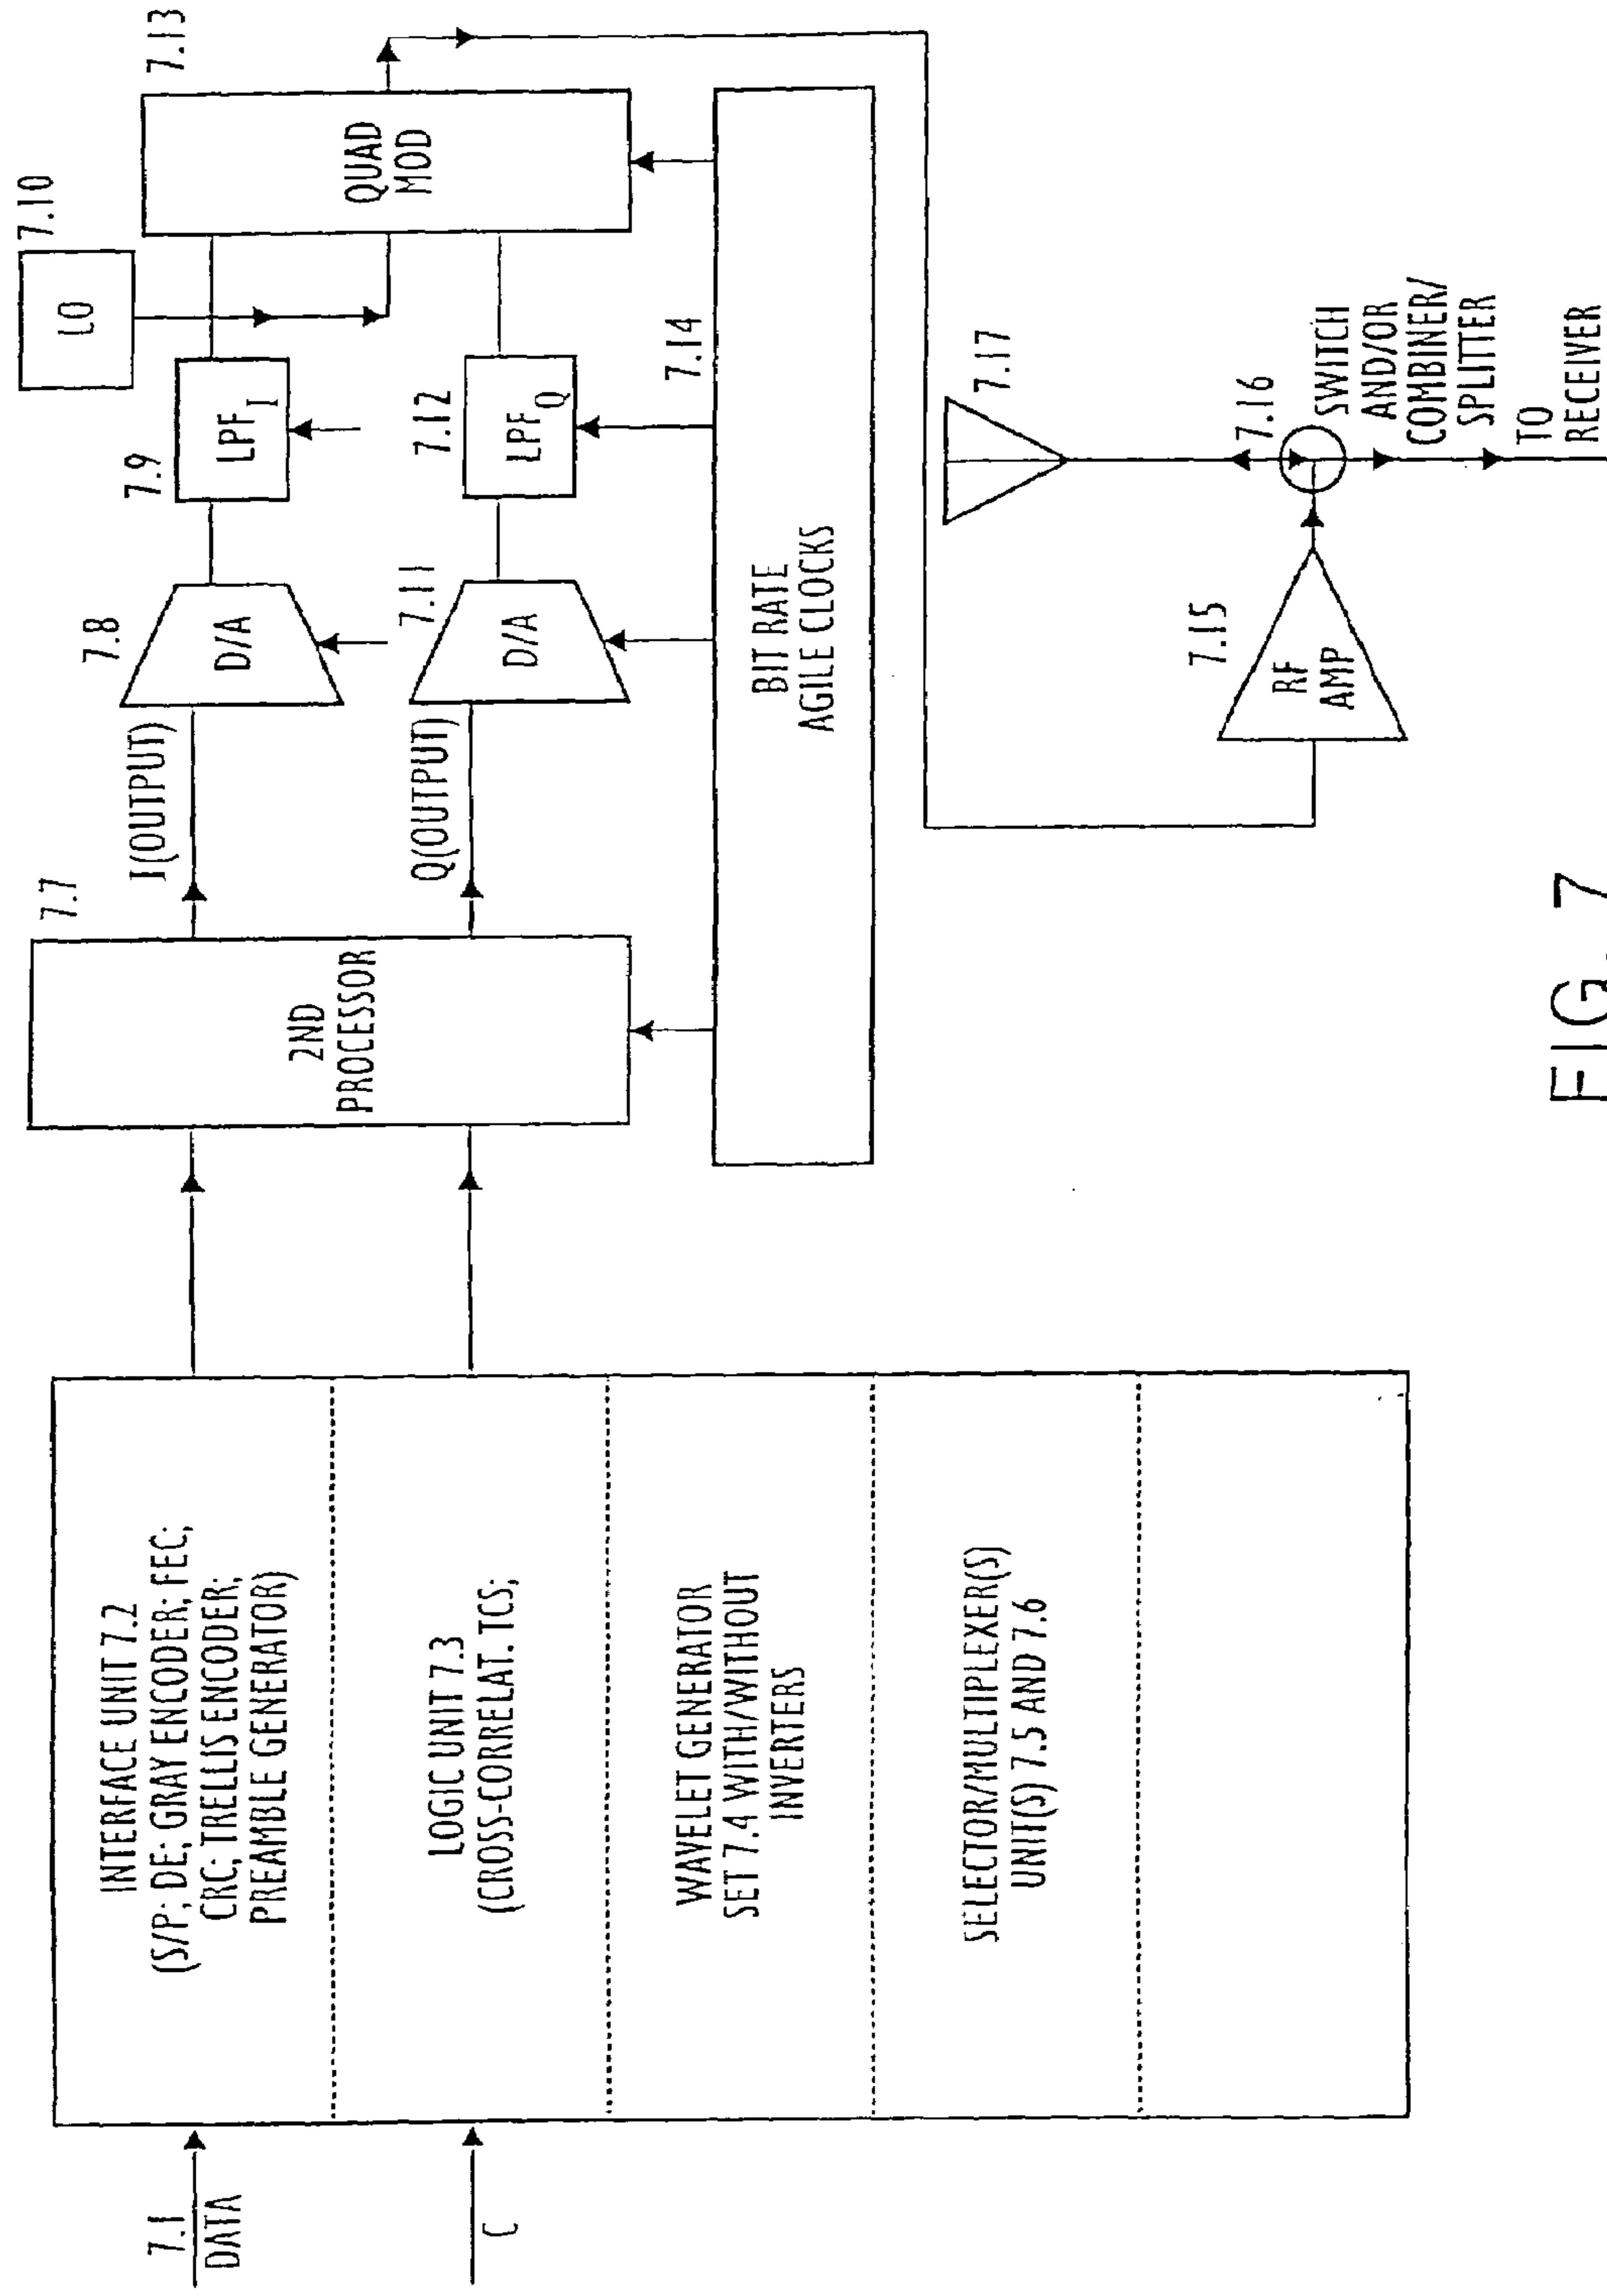 7.1
DATA
C
INTERFACE UNIT 7.2
(S/P; DE; GRAY ENCODER; FEC;
CRC; TRELLIS ENCODER;
PREAMBLE GENERATOR)
LOGIC UNIT 7.3
(CROSS-CORRELAT. TCS;
WAVELET GENERATOR
SET 7.4 WITH/WITHOUT
INVERTERS
SELECTOR/MULTIPLEXER(S)
UNIT(S) 7.5 AND 7.6
7.7
2ND
PROCESSOR
I(OUTPUT)
Q(OUTPUT)
7.8
D/A
7.11
D/A
7.9
LPF I
7.12
LPF Q
7.10
LO
7.13
QUAD
MOD
7.14
BIT RATE
AGILE CLOCKS
7.15
RF
AMP
7.16
SWITCH
AND/OR
COMBINER/
SPLITTER
7.17
TO
RECEIVER
FIG. 7